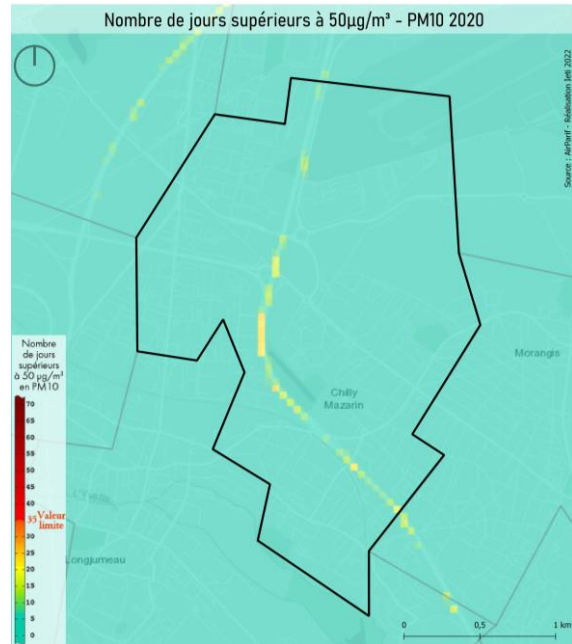 Nombre de jours supérieurs à 50µg/m³ - PM10 2020
Source : AirParif - Réalisation Ieti 2022
Nombre
de jours
supérieurs
à 50 µg/m³
en PM10
70
65
60
55
50
45
40
35 Valeur
limite
30
25
20
15
10
5
0
Morangis
Chilly
Mazarin
L'Yvette
Longjumeau
0
0,5
1 km